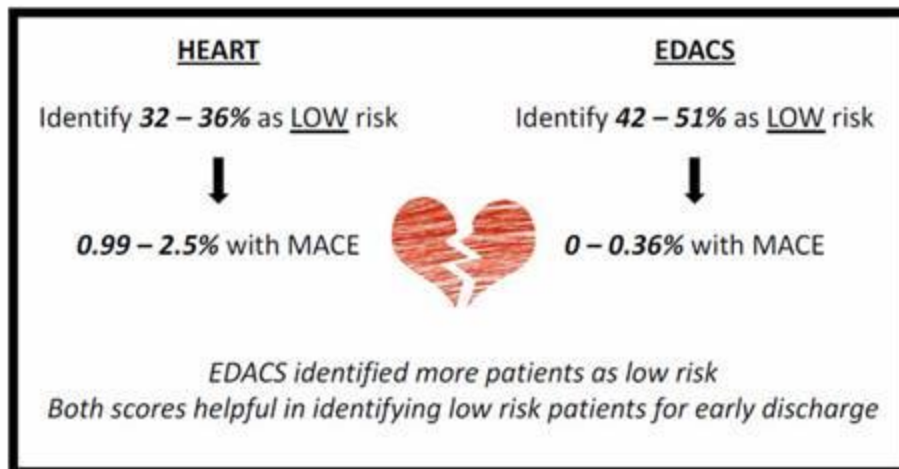 HEART
Identify 32 – 36% as LOW risk
0.99 – 2.5% with MACE
EDACS
Identify 42 – 51% as LOW risk
0 – 0.36% with MACE
EDACS identified more patients as low risk
Both scores helpful in identifying low risk patients for early discharge